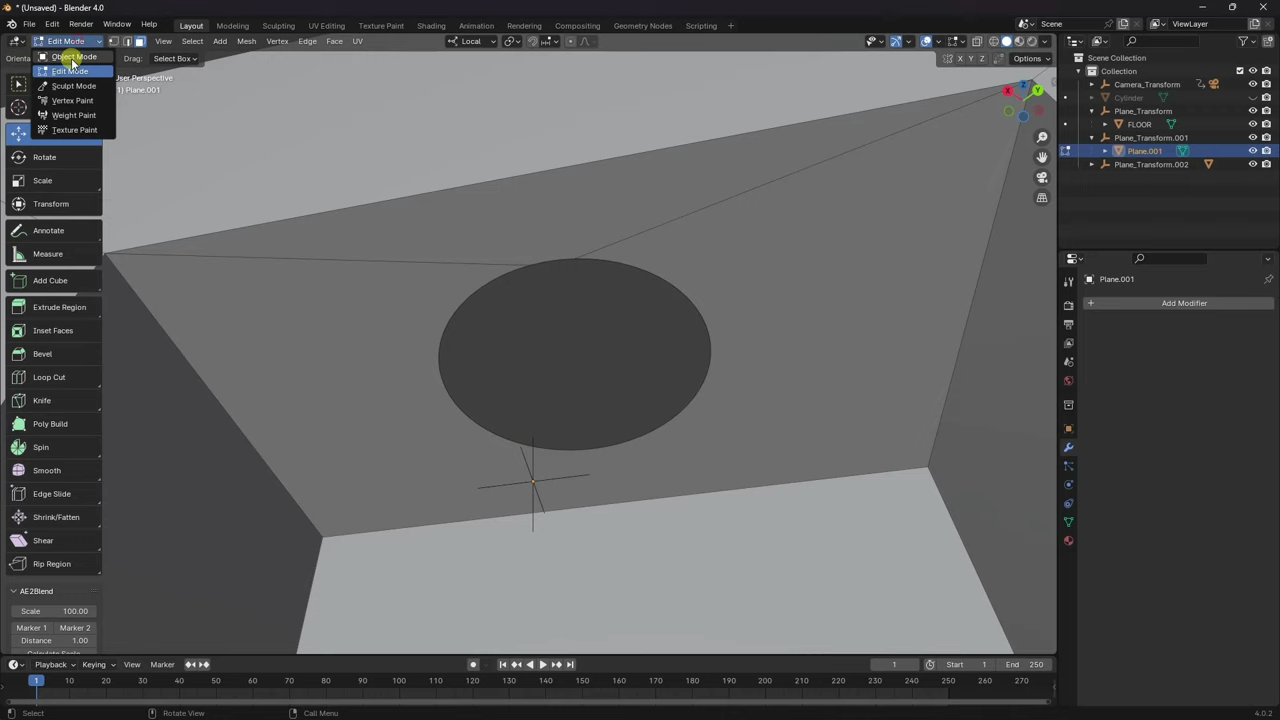 * (Unsaved) - Blender 4.0
File Edit Render Window Help Layout Modeling Sculpting UV Editing Texture Paint Shading Animation Rendering Geometry Nodes Scripting + Scene ViewLayer
Edit Mode View Select Add Mesh Vertex Edge Face UV Local
Orienta Drag: Select Box X Y Z Options
Object Mode
Edit Mode
Sculpt Mode
Vertex Paint
Weight Paint
Texture Paint
User Perspective
1) Plane.001
X Z Y
Rotate
Scale
Transform
Annotate
Measure
Add Cube
Extrude Region
Inset Faces
Bevel
Loop Cut
Knife
Poly Build
Spin
Smooth
Edge Slide
Shrink/Fatten
Shear
Rip Region
AE2Blend
Scale 100.00
Marker 1 Marker 2
Distance 1.00
Scene Collection
Collection
Camera_Transform
Cylinder
Plane_Transform
FLOOR
Plane_Transform.001
Plane.001
Plane_Transform.002
Plane.001
+ Add Modifier
Playback Keying View Marker 1 Start 1 End 250
1 10 20 30 40 50 60 70 80 90 100 110 120 130 140 150 160 170 180 190 200 210 220 230 240 250 260 270
Select Rotate View Call Menu 4.0.2